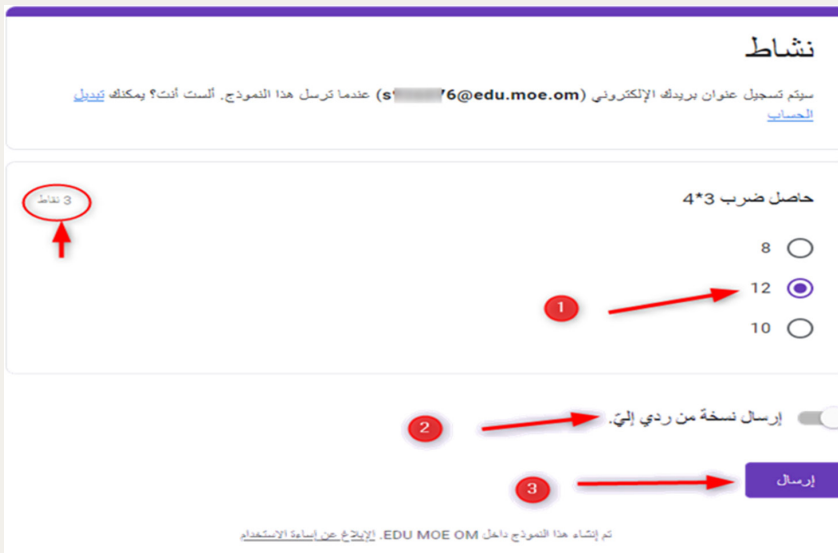 نشاط
سيتم تسجيل عنوان بريدك الإلكتروني (s 6@edu.moe.om) عندما ترسل هذا النموذج. ألست أنت؟ يمكنك تبديل
الحساب
حاصل ضرب 3*4
3 نقاط
8
12
10
1
إرسال نسخة من ردي إليّ.
2
إرسال
3
تم إنشاء هذا النموذج داخل EDU MOE OM. الإبلاغ عن إساءة الاستخدام